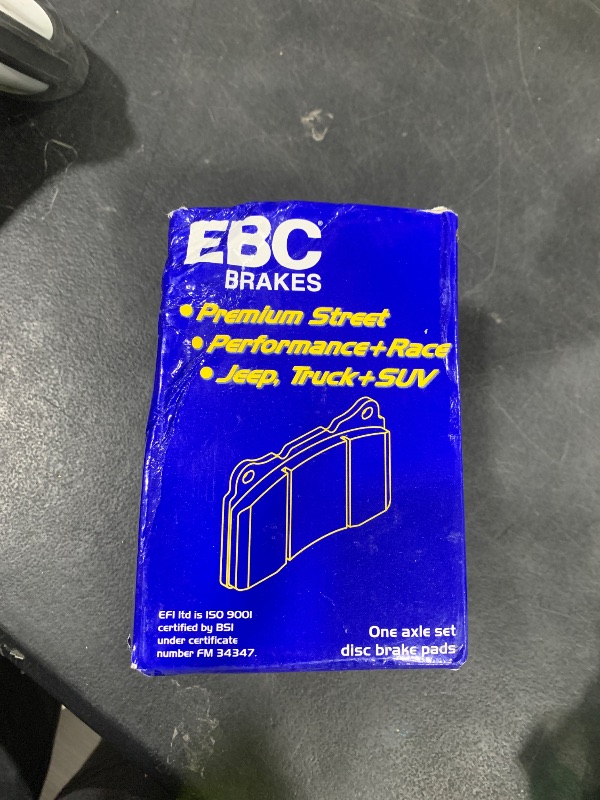 EBC
BRAKES
• Premium Street
• Performance+Race
• Jeep, Truck+SUV
EFI ltd is ISO 9001
certified by BSI
under certificate
number FM 34347.
One axle set
disc brake pads